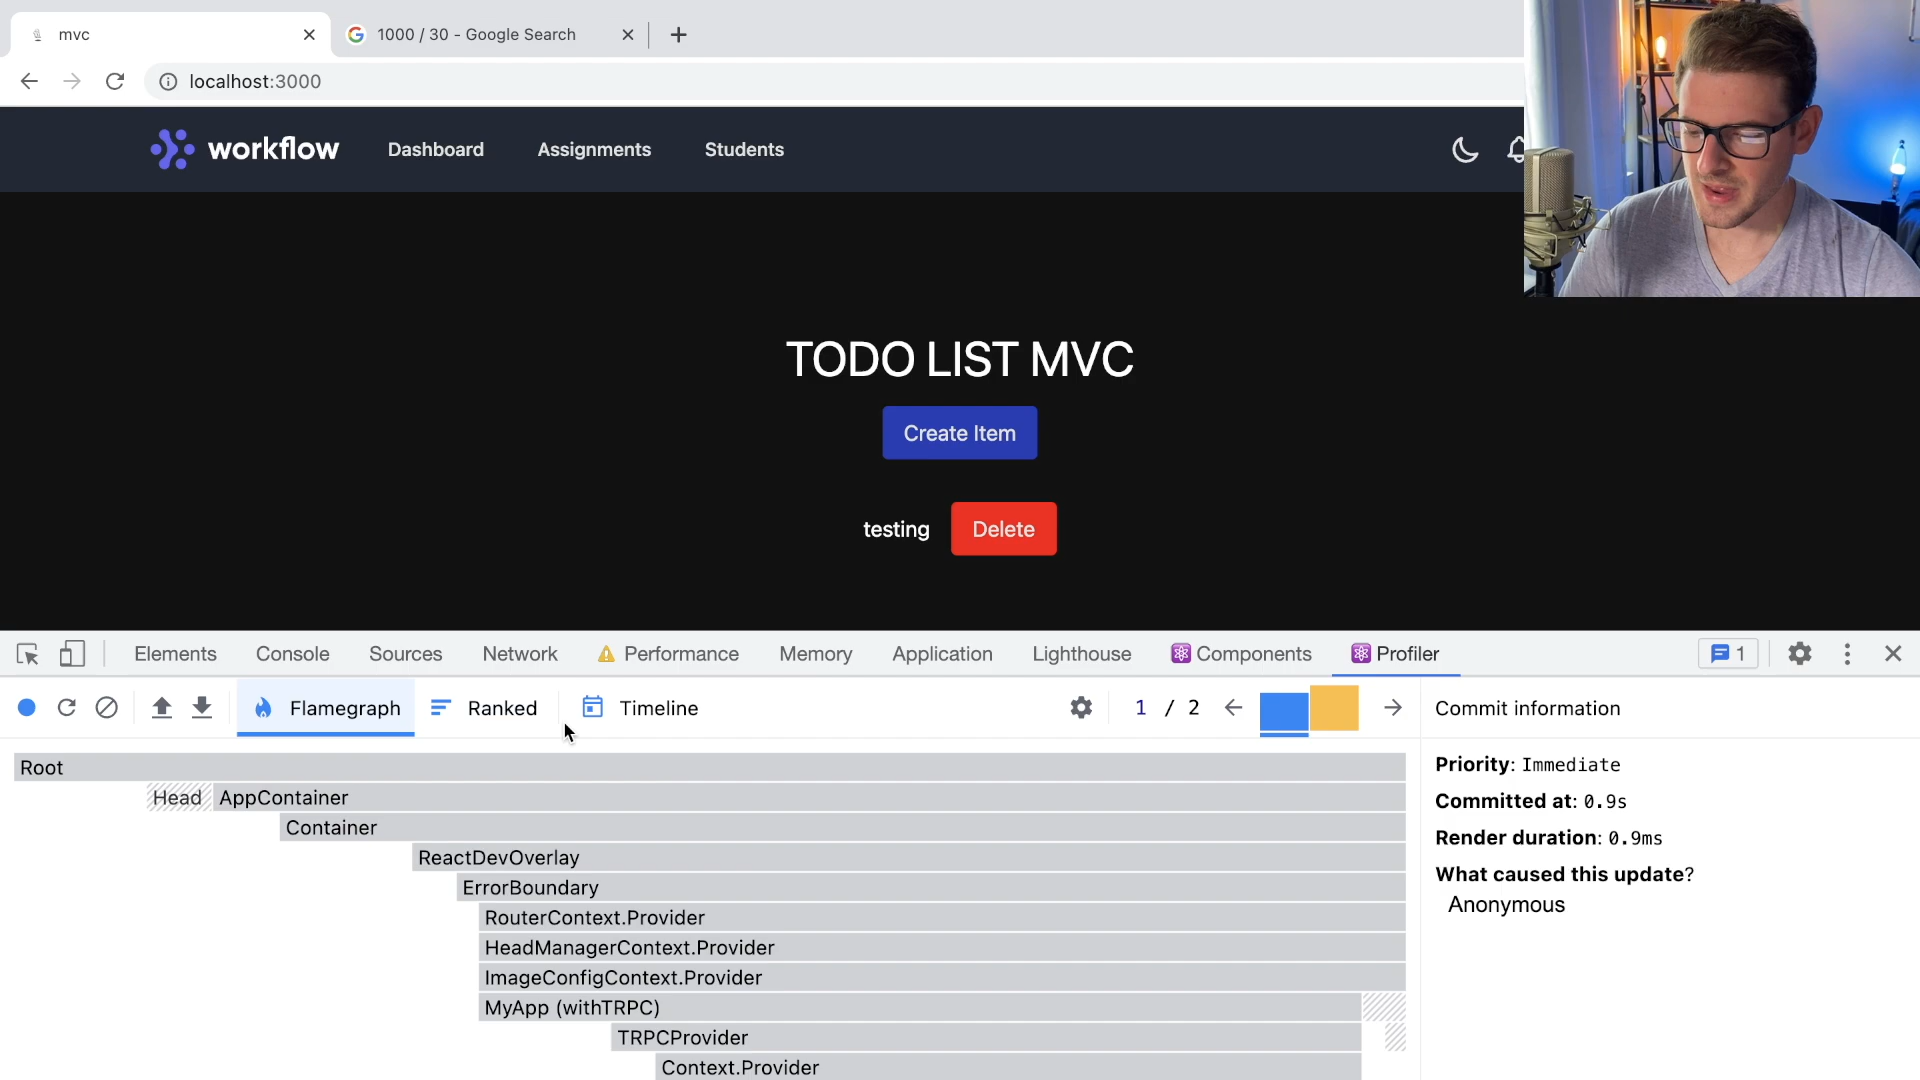 mvc
1000 / 30 - Google Search
localhost:3000
workflow
Dashboard
Assignments
Students
TODO LIST MVC
Create Item
testing
Delete
Elements
Console
Sources
Network
Performance
Memory
Application
Lighthouse
Components
Profiler
1
Flamegraph
Ranked
Timeline
1 / 2
Commit information
Root
Head
AppContainer
Container
ReactDevOverlay
ErrorBoundary
RouterContext.Provider
HeadManagerContext.Provider
ImageConfigContext.Provider
MyApp (withTRPC)
TRPCProvider
Context.Provider
Priority: Immediate
Committed at: 0.9s
Render duration: 0.9ms
What caused this update?
Anonymous